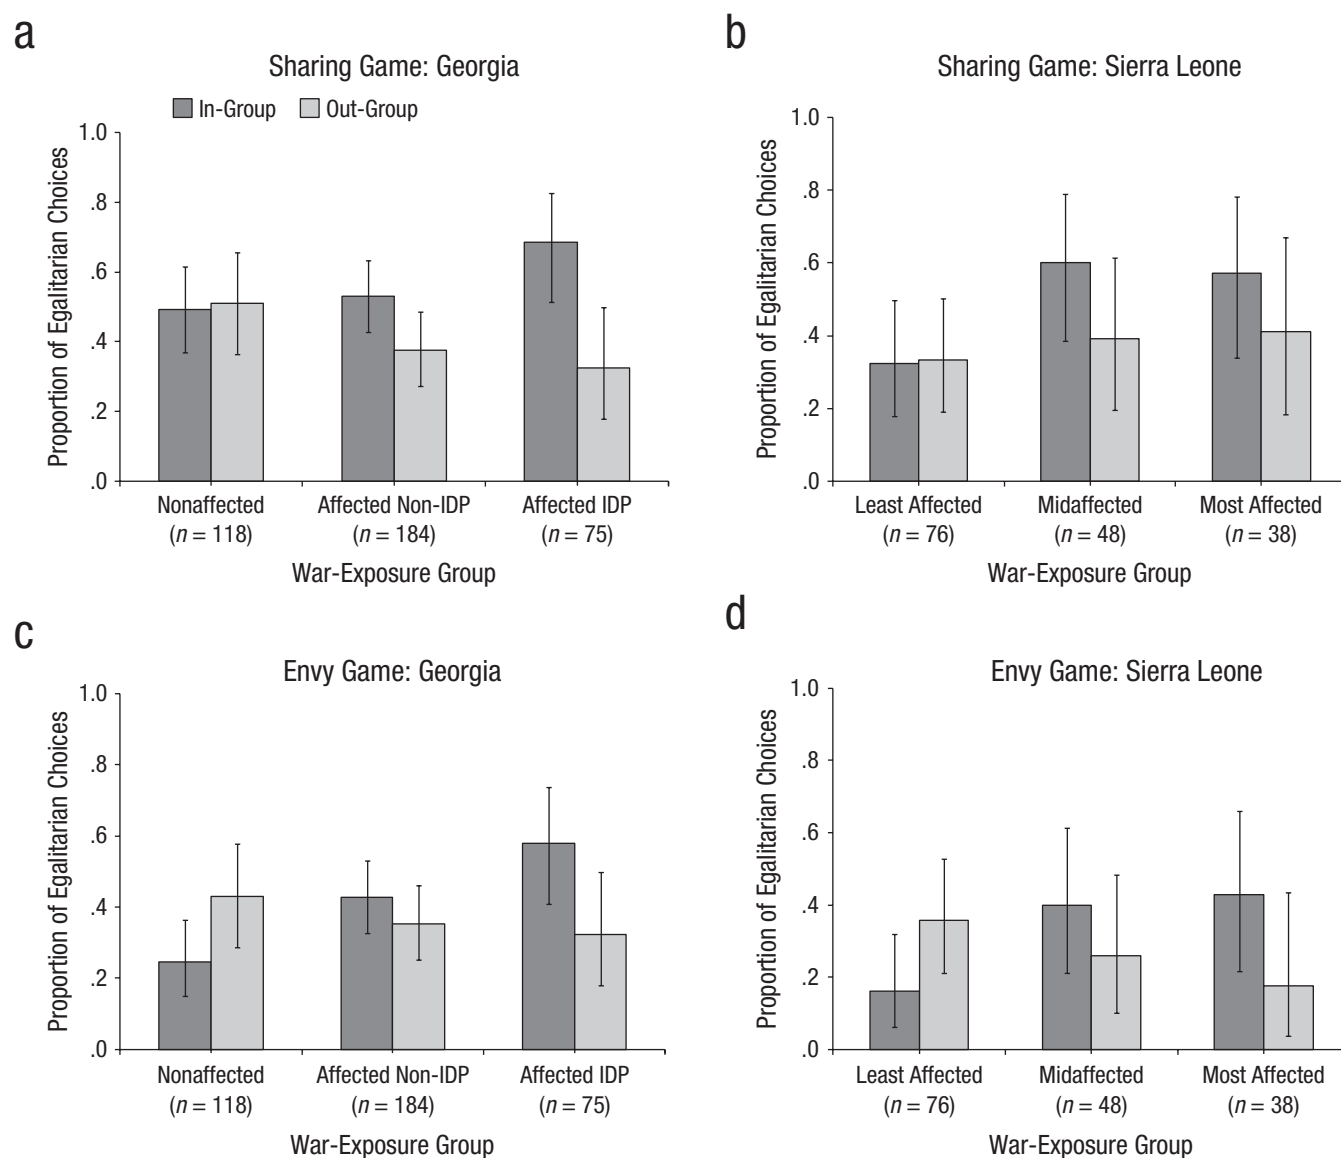 a
Sharing Game: Georgia
In-Group Out-Group
Proportion of Egalitarian Choices
1.0
.8
.6
.4
.2
.0
Nonaffected Affected Non-IDP Affected IDP
(n = 118) (n = 184) (n = 75)
War-Exposure Group
b
Sharing Game: Sierra Leone
Proportion of Egalitarian Choices
1.0
.8
.6
.4
.2
.0
Least Affected Midaffected Most Affected
(n = 76) (n = 48) (n = 38)
War-Exposure Group
c
Envy Game: Georgia
Proportion of Egalitarian Choices
1.0
.8
.6
.4
.2
.0
Nonaffected Affected Non-IDP Affected IDP
(n = 118) (n = 184) (n = 75)
War-Exposure Group
d
Envy Game: Sierra Leone
Proportion of Egalitarian Choices
1.0
.8
.6
.4
.2
.0
Least Affected Midaffected Most Affected
(n = 76) (n = 48) (n = 38)
War-Exposure Group